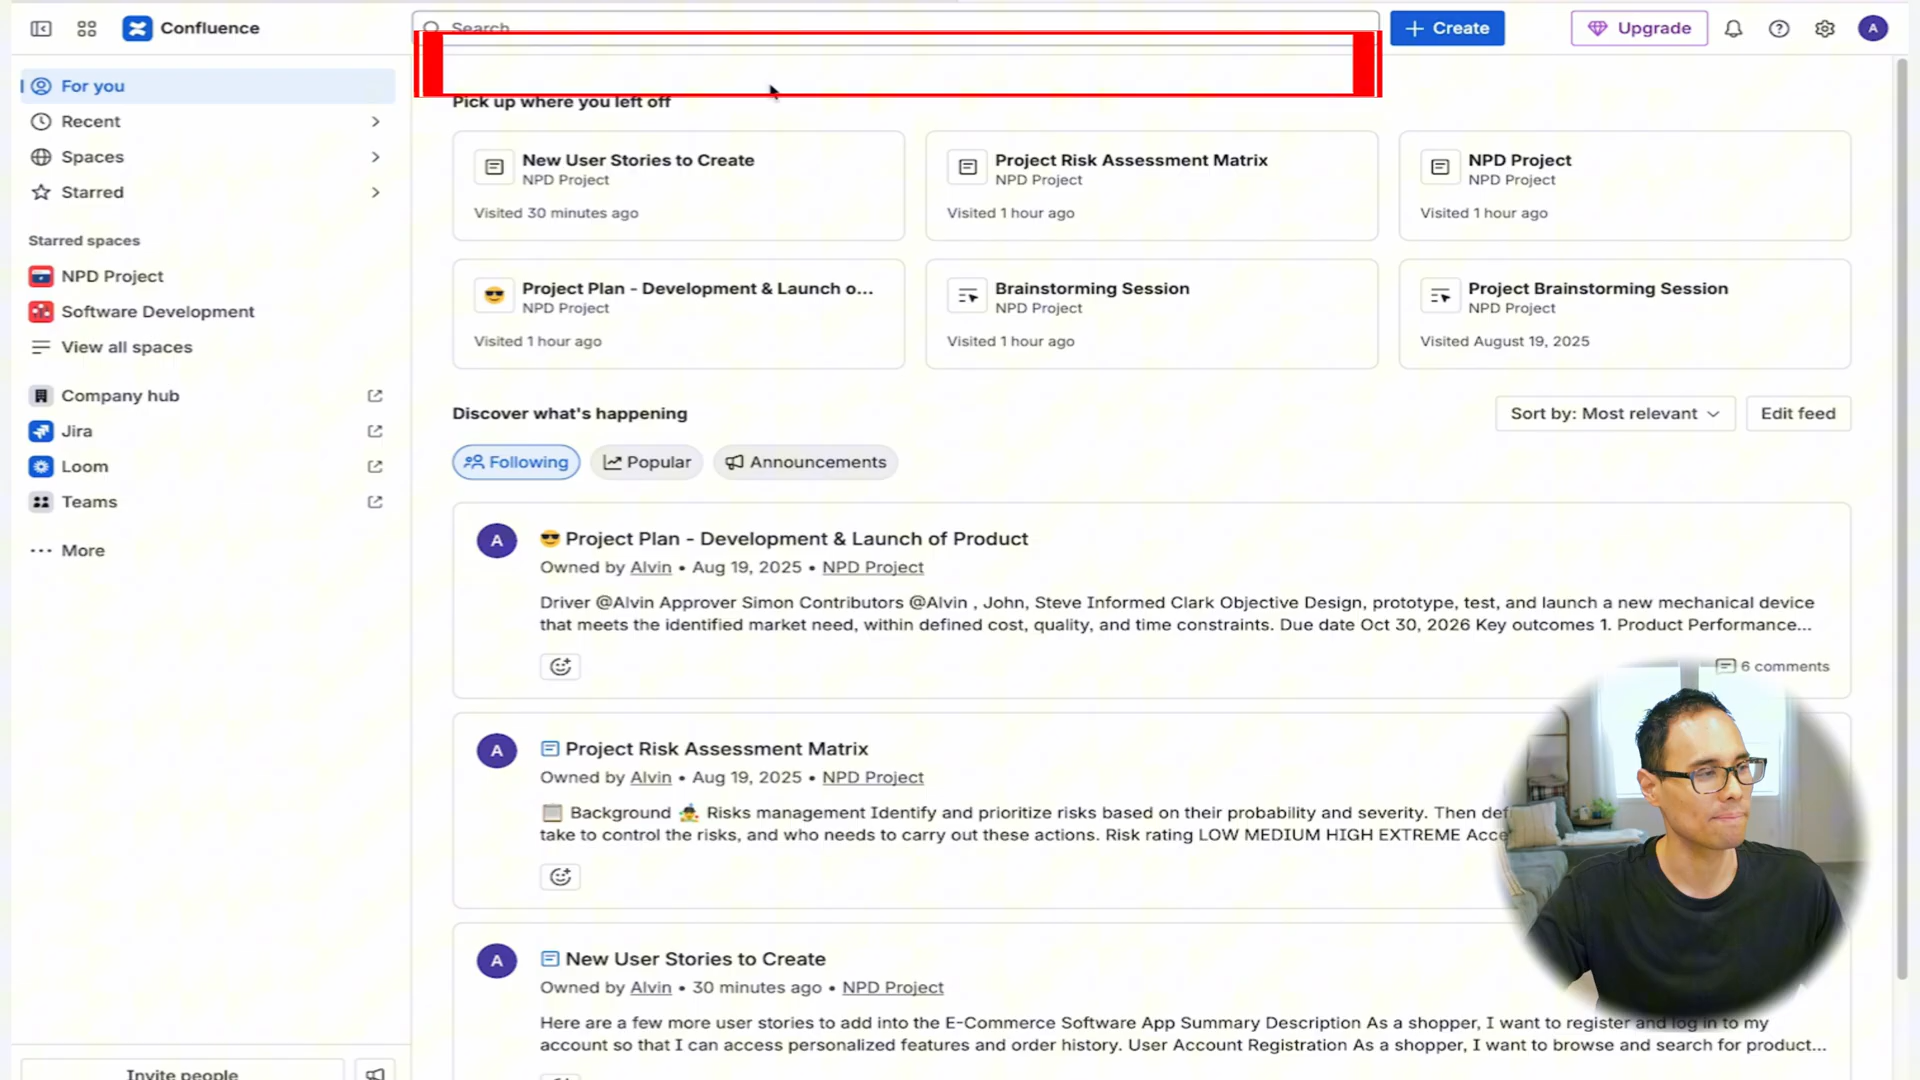 Confluence
Search
Create
Upgrade
A
For you
Recent
Spaces
Starred
Starred spaces
NPD Project
Software Development
View all spaces
Company hub
Jira
Loom
Teams
More
Invite people
Pick up where you left off
New User Stories to Create
NPD Project
Visited 30 minutes ago
Project Risk Assessment Matrix
NPD Project
Visited 1 hour ago
NPD Project
NPD Project
Visited 1 hour ago
Project Plan - Development & Launch o...
NPD Project
Visited 1 hour ago
Brainstorming Session
NPD Project
Visited 1 hour ago
Project Brainstorming Session
NPD Project
Visited August 19, 2025
Discover what's happening
Sort by: Most relevant
Edit feed
Following
Popular
Announcements
A
😎 Project Plan - Development & Launch of Product
Owned by Alvin • Aug 19, 2025 • NPD Project
Driver @Alvin Approver Simon Contributors @Alvin , John, Steve Informed Clark Objective Design, prototype, test, and launch a new mechanical device
that meets the identified market need, within defined cost, quality, and time constraints. Due date Oct 30, 2026 Key outcomes 1. Product Performance...
6 comments
A
Project Risk Assessment Matrix
Owned by Alvin • Aug 19, 2025 • NPD Project
Background Risks management Identify and prioritize risks based on their probability and severity. Then
take to control the risks, and who needs to carry out these actions. Risk rating LOW MEDIUM HIGH EXTREME
A
New User Stories to Create
Owned by Alvin • 30 minutes ago • NPD Project
Here are a few more user stories to add into the E-Commerce Software App Summary Description As a shopper, I want to register and log in to my
account so that I can access personalized features and order history. User Account Registration As a shopper, I want to browse and search for product...